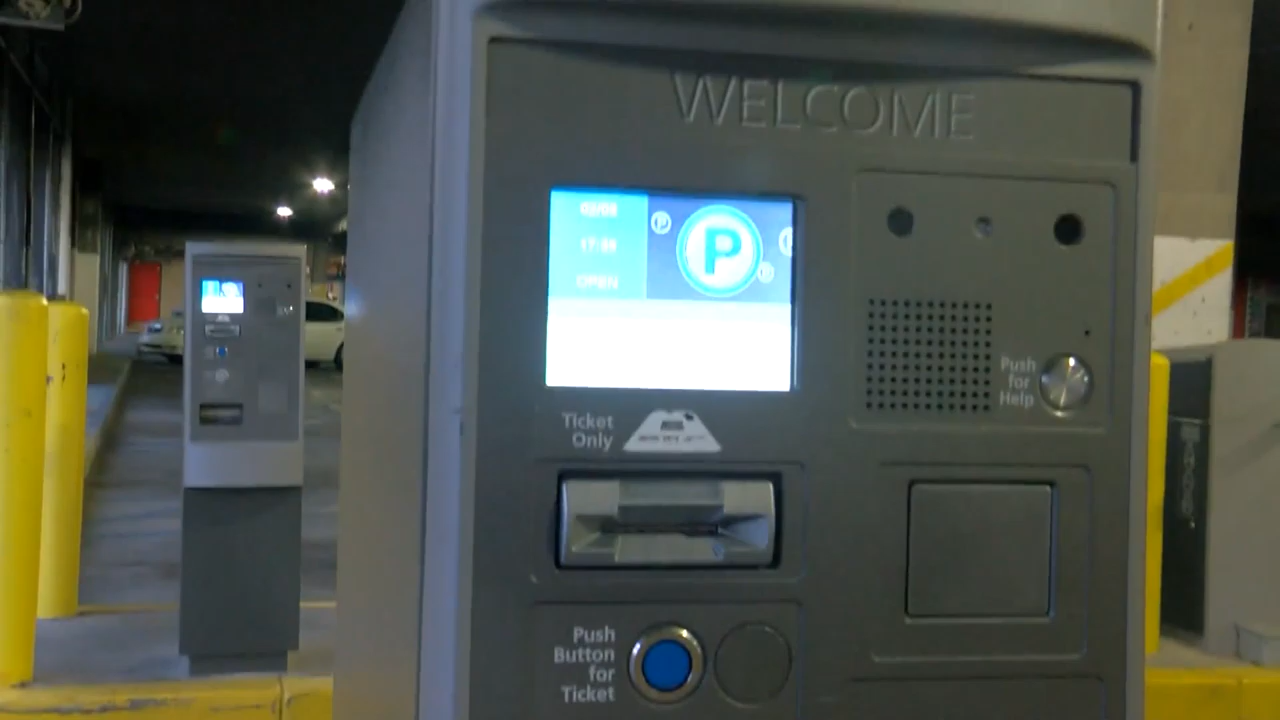 WELCOME
P
P
OPEN
Push
for
Help
Ticket
Only
Push
Button
for
Ticket